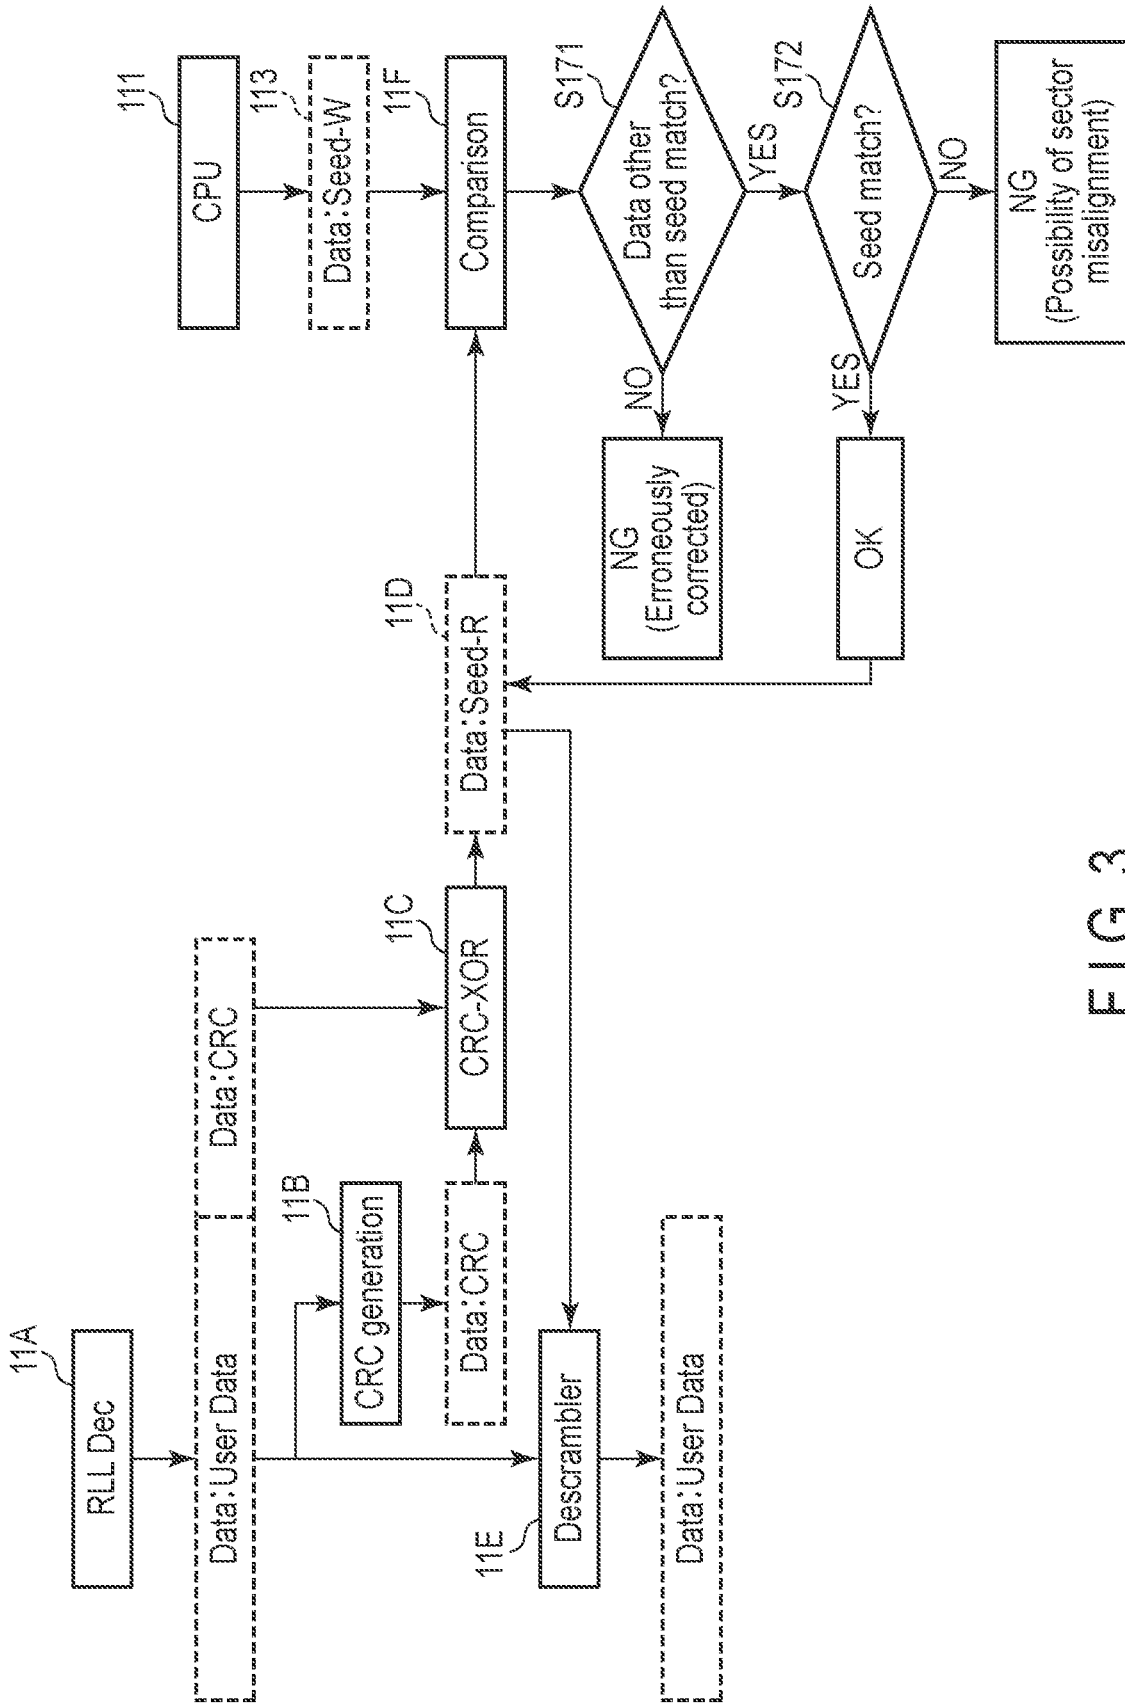 11A
RLL Dec
Data:User Data
Data:CRC
11B
CRC generation
Data:CRC
11C
CRC-XOR
11D
Data:Seed-R
11E
Descrambler
Data:User Data
111
CPU
113
Data:Seed-W
11F
Comparison
S171
Data other
than seed match?
NO
NG
(Erroneously
corrected)
YES
S172
Seed match?
YES
OK
NO
NG
(Possibility of sector
misalignment)
FIG. 3